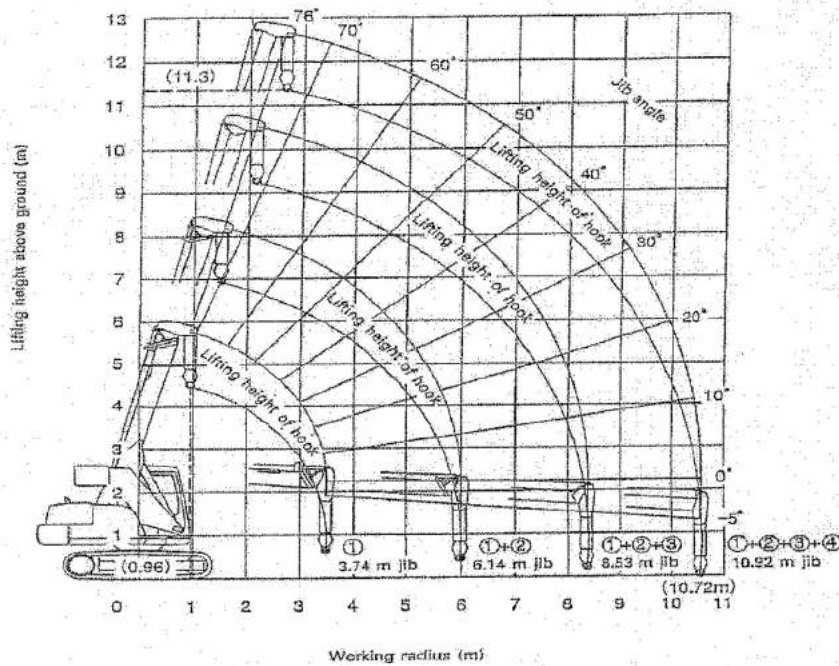 13
12
11
10
9
8
7
6
5
4
3
2
1
Lifting height above ground (m)
(11.3)
76°
70°
60°
50°
40°
30°
20°
10°
0°
-5°
Jib angle
Lifting height of hook
Lifting height of hook
Lifting height of hook
Lifting height of hook
(0.96)
①
3.74 m jib
①+②
6.14 m jib
①+②+③
8.53 m jib
①+②+③+④
10.92 m jib
(10.72m)
0 1 2 3 4 5 6 7 8 9 10 11
Working radius (m)